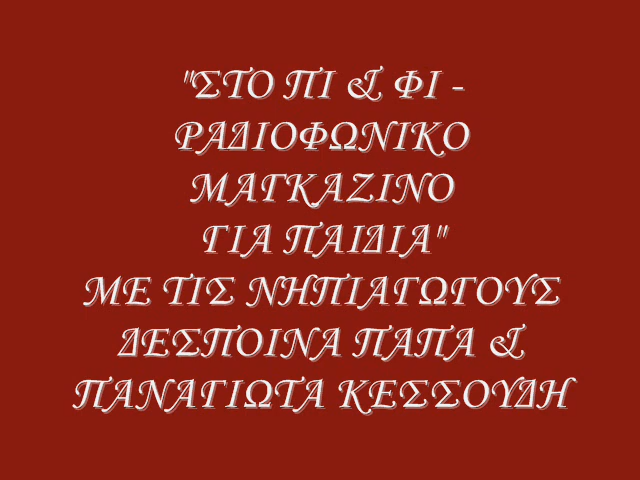 "ΣΤΟ ΠΙ & ΦΙ -
ΡΑΔΙΟΦΩΝΙΚΟ
ΜΑΓΚΑΖΙΝΟ
ΓΙΑ ΠΑΙΔΙΑ"
ΜΕ ΤΙΣ ΝΗΠΙΑΓΩΓΟΥΣ
ΔΕΣΠΟΙΝΑ ΠΑΠΑ &
ΠΑΝΑΓΙΩΤΑ ΚΕΣΣΟΥΔΗ